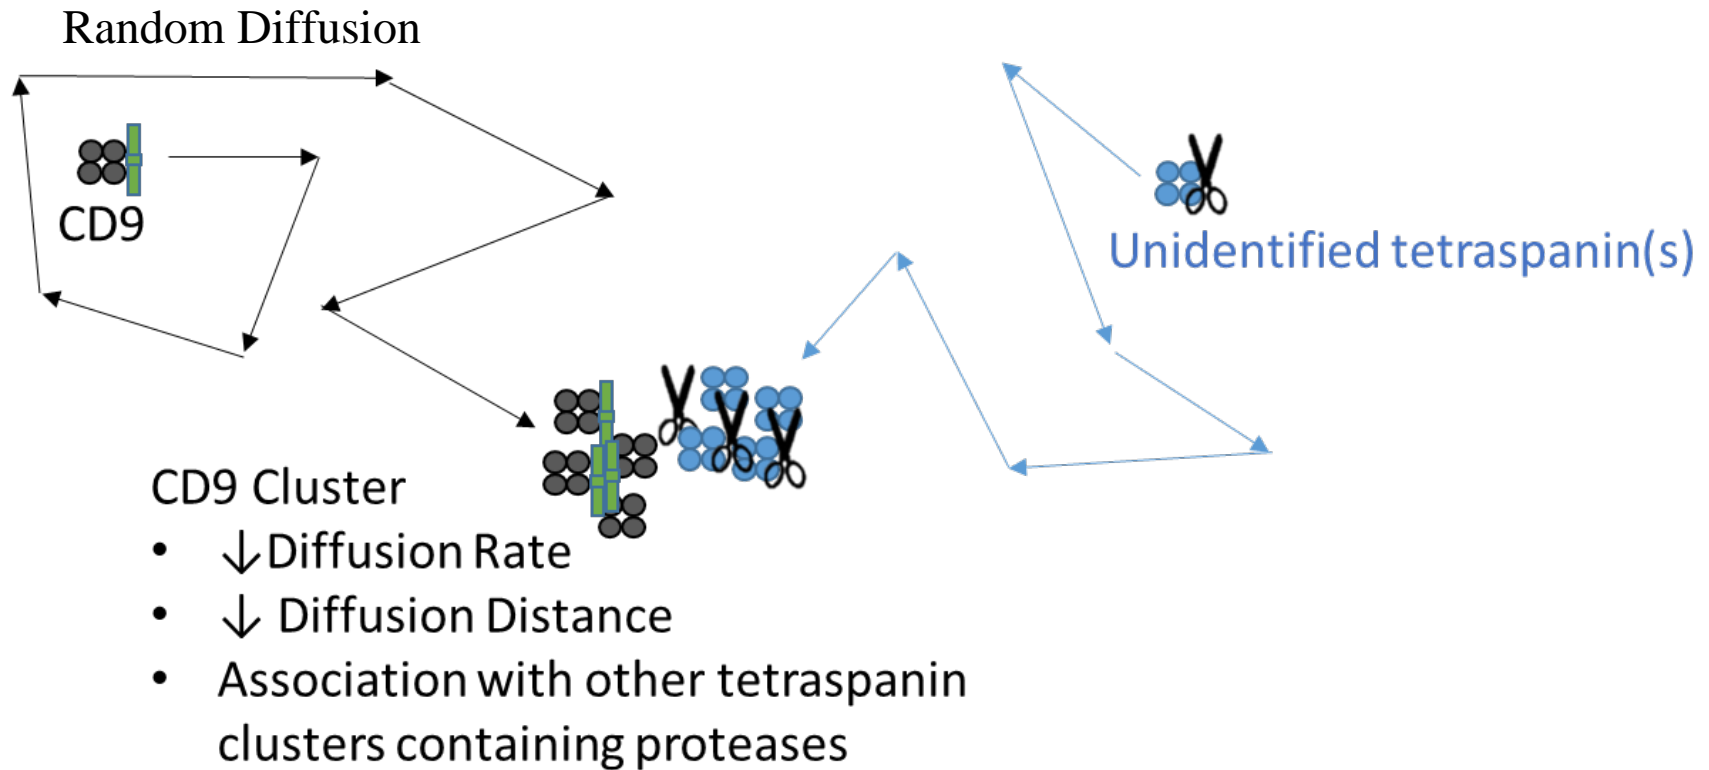 Random Diffusion
CD9
Unidentified tetraspanin(s)
CD9 Cluster
• ↓Diffusion Rate
• ↓ Diffusion Distance
• Association with other tetraspanin
clusters containing proteases